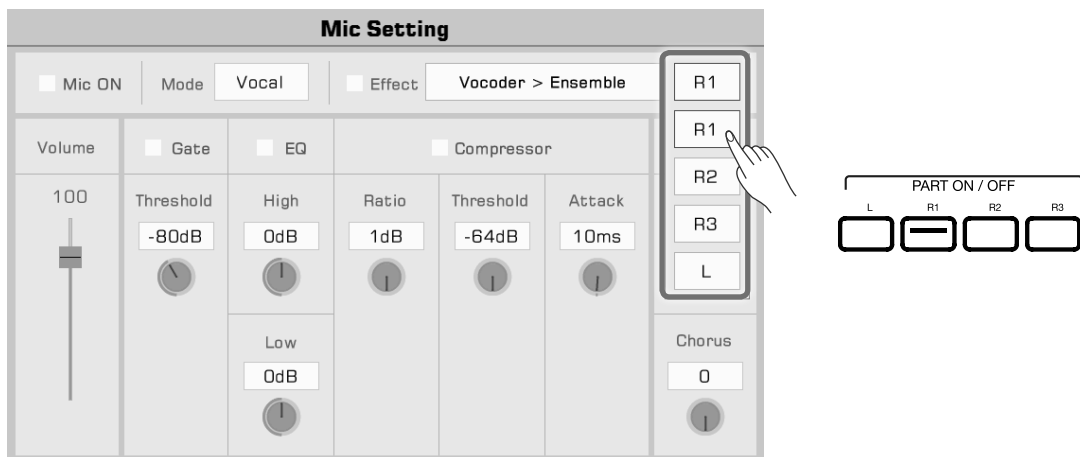 Mic Setting
Mic ON Mode Vocal Effect Vocoder > Ensemble R1
R1
R2
R3
L
Volume Gate EQ Compressor
100 Threshold High Ratio Threshold Attack
-80dB 0dB 1dB -64dB 10ms
Low
0dB
Chorus
0
PART ON / OFF
L R1 R2 R3